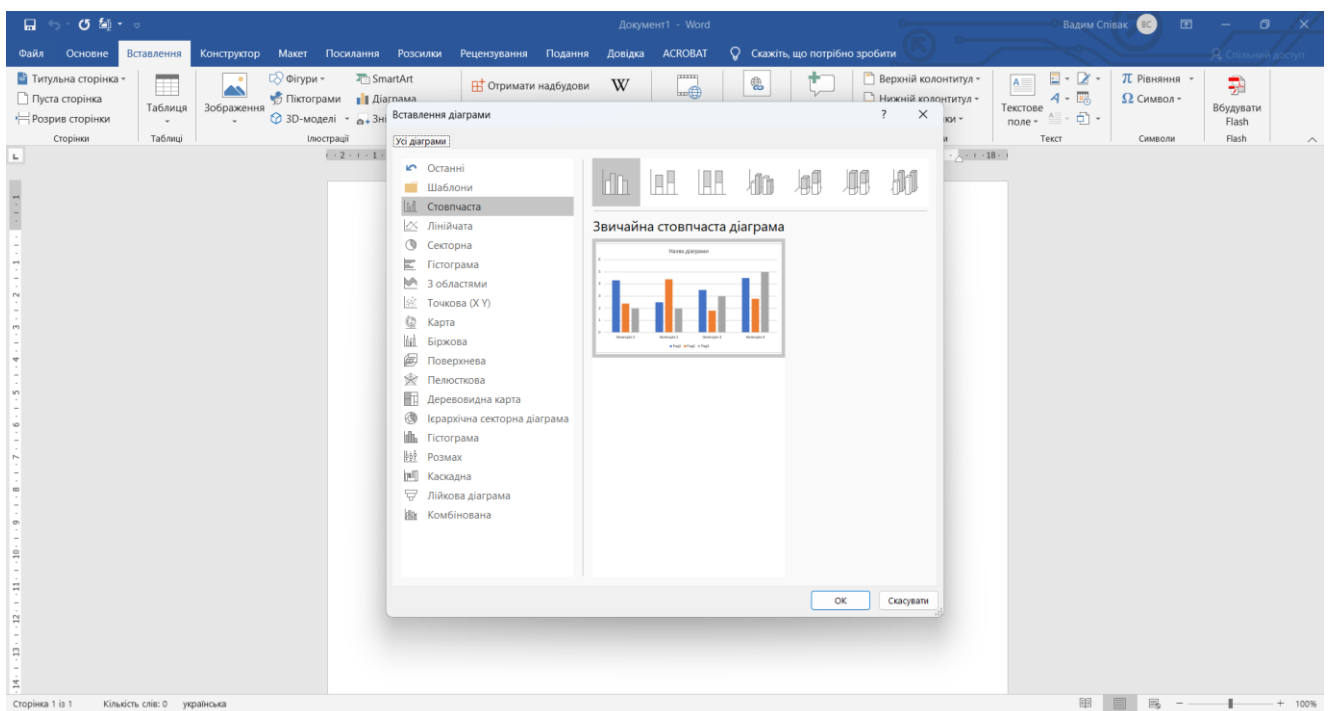 Документ1 - Word
Вадим Співак
ВС
Файл Основне Вставлення Конструктор Макет Посилання Розсилки Рецензування Подання Довідка ACROBAT Скажіть, що потрібно зробити Спільний доступ
Титульна сторінка
Пуста сторінка
Розрив сторінки
Сторінки
Таблиця
Таблиці
Зображення
Фігури
Піктограми
3D-моделі
SmartArt
Діаграма
Зні
Ілюстрації
Отримати надбудови
W
Верхній колонтитул
Нижній колонтитул
ки
и
Текстове
поле
Текст
Рівняння
Символ
Символи
Вбудувати
Flash
Flash
Вставлення діаграми
Усі діаграми
Останні
Шаблони
Стовпчаста
Лінійчата
Секторна
Гістограма
З областями
Точкова (X Y)
Карта
Біржова
Поверхнева
Пелюсткова
Деревовидна карта
Ієрархічна секторна діаграма
Гістограма
Розмах
Каскадна
Лійкова діаграма
Комбінована
Звичайна стовпчаста діаграма
Назва діаграми
OK Скасувати
Сторінка 1 із 1 Кількість слів: 0 українська 100%